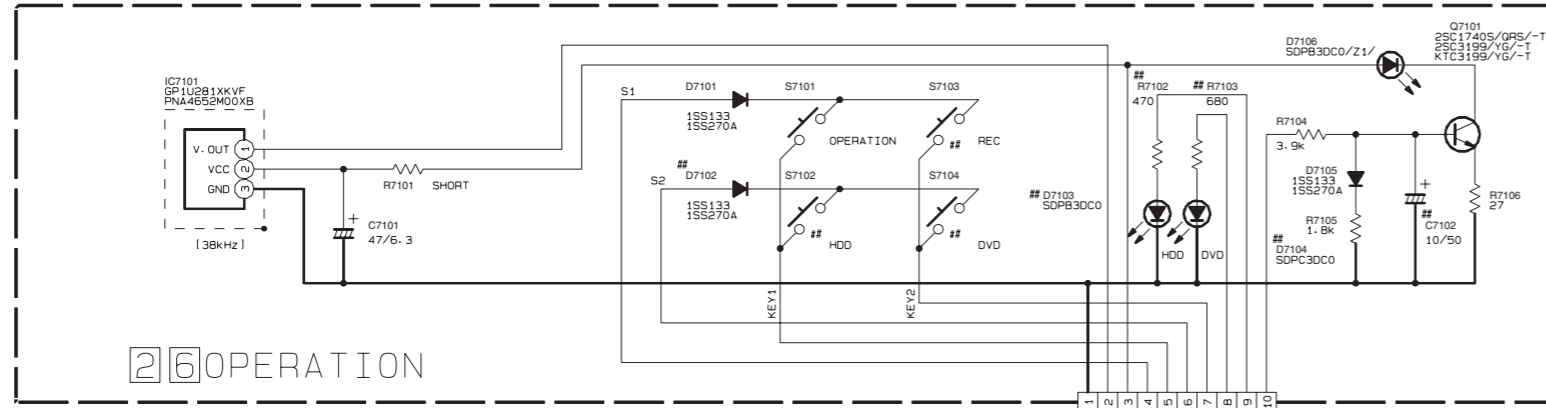 IC7101
GP1U281XKVF
PNA4652M00XB
V.OUT 1
VCC 2
GND 3
[38kHz]
R7101 SHORT
+
C7101
47/6.3
S1
D7101
1SS133
1SS270A
S7101
OPERATION
S7103
##
REC
S2
##
D7102
1SS133
1SS270A
S7102
##
HDD
S7104
##
DVD
KEY1
KEY2
## D7103
SDPB3DC0
##
R7102
470
## R7103
680
HDD
DVD
##
D7104
SDPC3DC0
D7106
SDPB3DC0/Z1/
Q7101
2SC1740S/QRS/-T
2SC3199/YG/-T
KTC3199/YG/-T
R7104
3.9k
D7105
1SS133
1SS270A
R7105
1.8k
+
##
C7102
10/50
R7106
27
26OPERATION
1 2 3 4 5 6 7 8 9 10